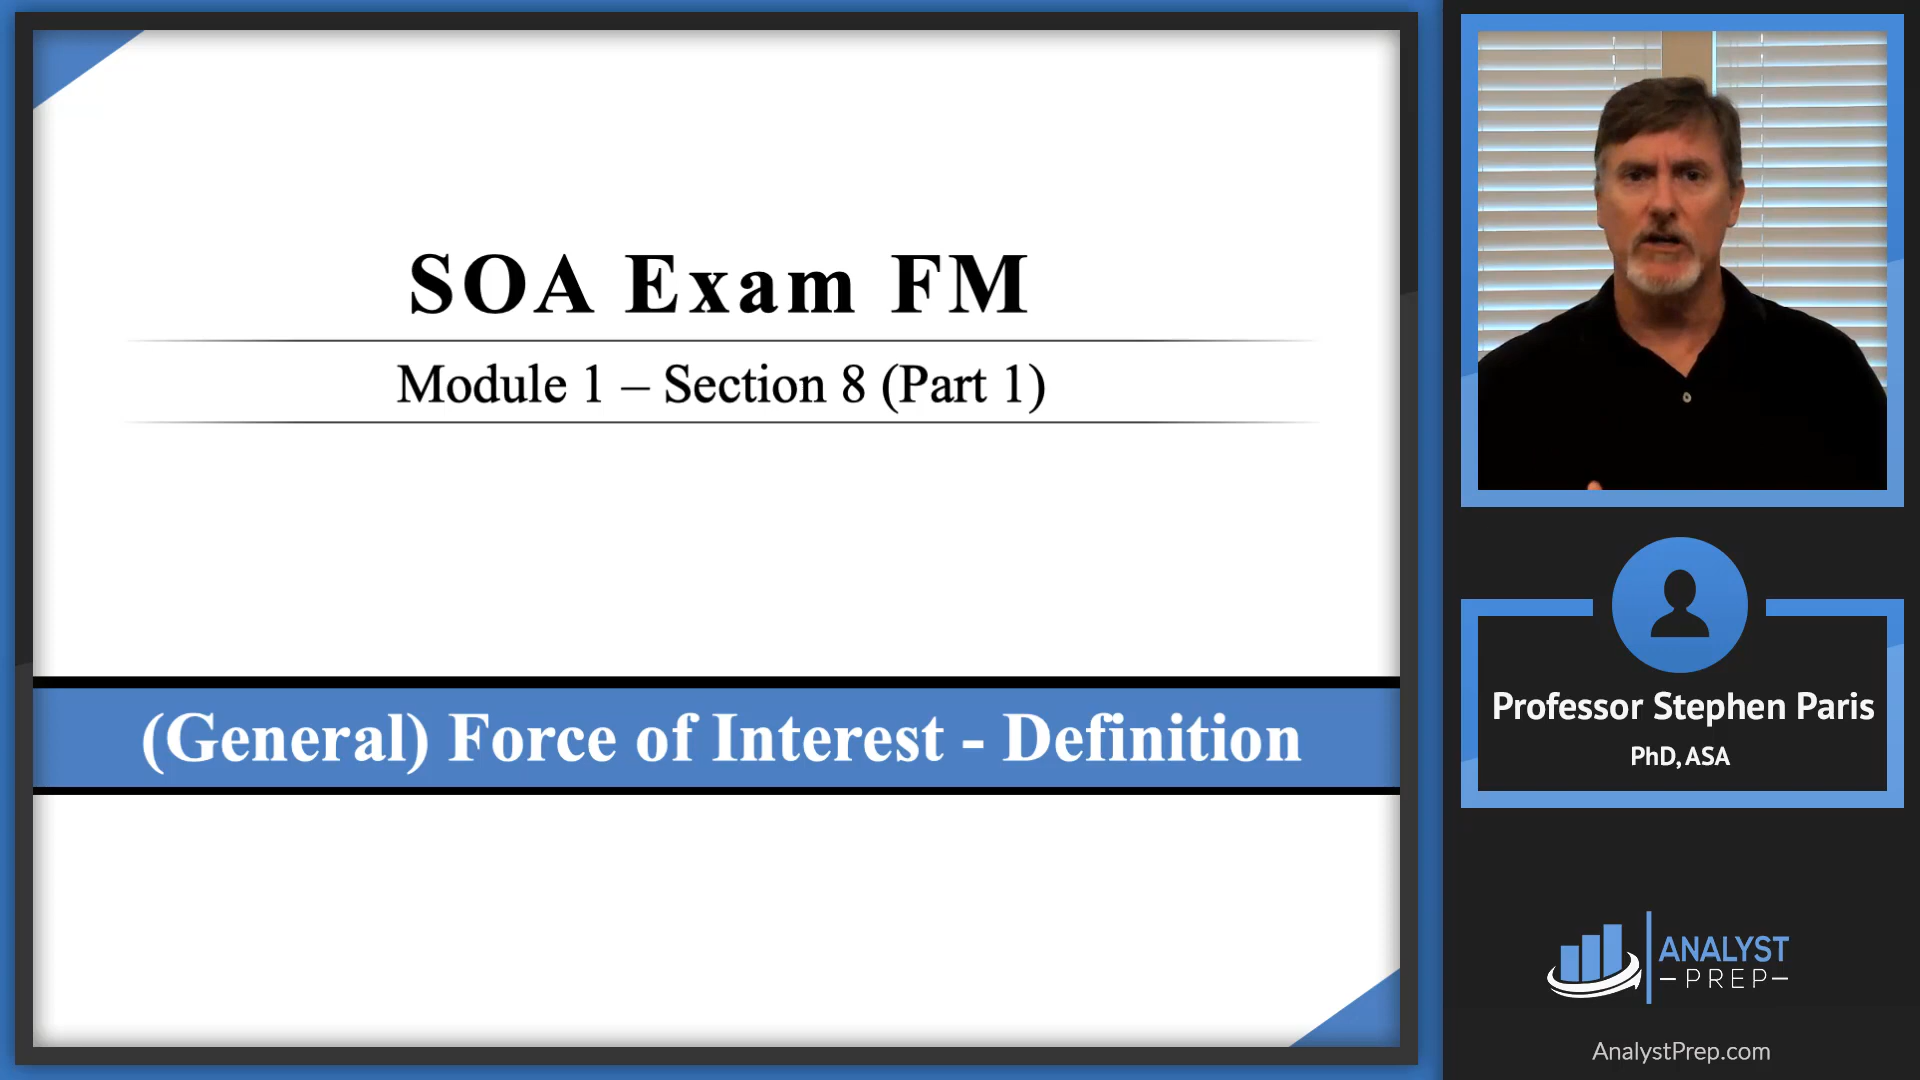 SOA Exam FM
Module 1 – Section 8 (Part 1)
(General) Force of Interest - Definition
Professor Stephen Paris
PhD, ASA
ANALYST
PREP
AnalystPrep.com